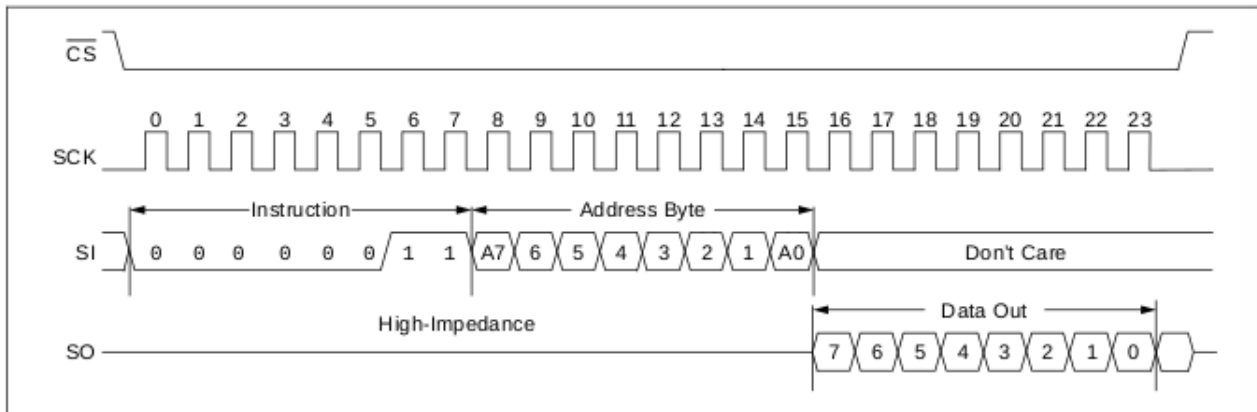 CS
0 1 2 3 4 5 6 7 8 9 10 11 12 13 14 15 16 17 18 19 20 21 22 23
SCK
Instruction Address Byte
SI 0 0 0 0 0 0 1 1 A7 6 5 4 3 2 1 A0 Don't Care
Data Out
High-Impedance
SO 7 6 5 4 3 2 1 0